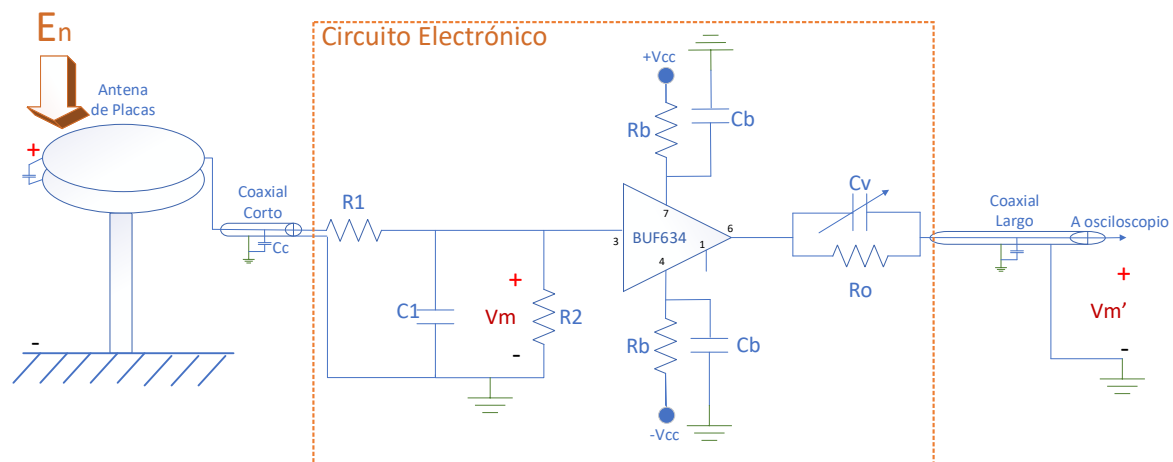 En
Circuito Electrónico
Antena
de Placas
+
-
Coaxial
Corto
Cc
R1
C1
+
Vm
-
R2
+Vcc
Rb
Cb
7
3
BUF634
1
6
4
Rb
Cb
-Vcc
Cv
Ro
Coaxial
Largo
A osciloscopio
+
Vm’
-